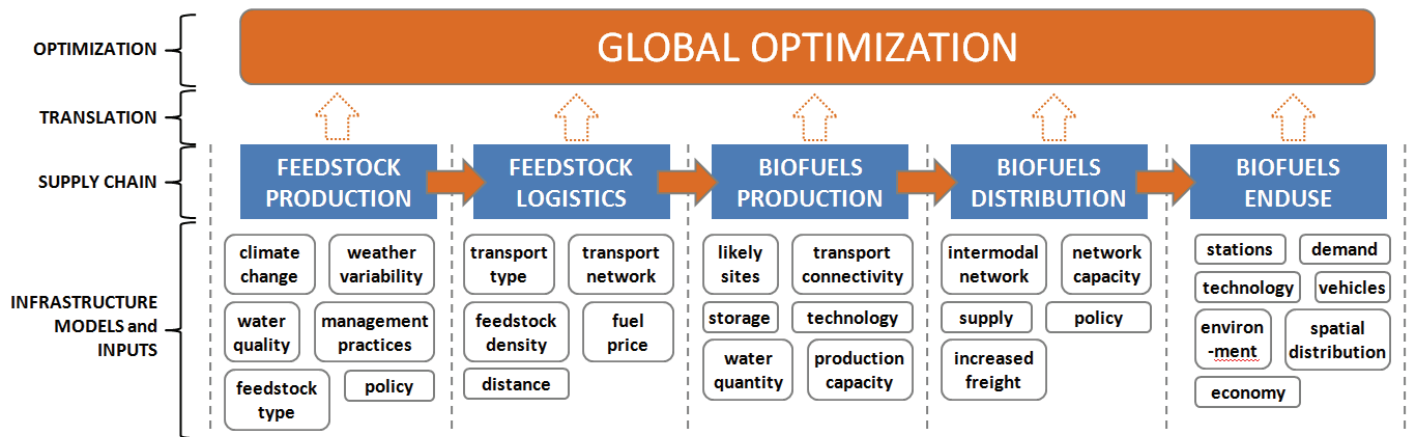 OPTIMIZATION
GLOBAL OPTIMIZATION
TRANSLATION
SUPPLY CHAIN
FEEDSTOCK
PRODUCTION
FEEDSTOCK
LOGISTICS
BIOFUELS
PRODUCTION
BIOFUELS
DISTRIBUTION
BIOFUELS
ENDUSE
INFRASTRUCTURE
MODELS and
INPUTS
climate
change
weather
variability
water
quality
management
practices
feedstock
type
policy
transport
type
transport
network
feedstock
density
fuel
price
distance
likely
sites
transport
connectivity
storage
technology
water
quantity
production
capacity
intermodal
network
network
capacity
supply
policy
increased
freight
stations
demand
technology
vehicles
environ
-ment
spatial
distribution
economy